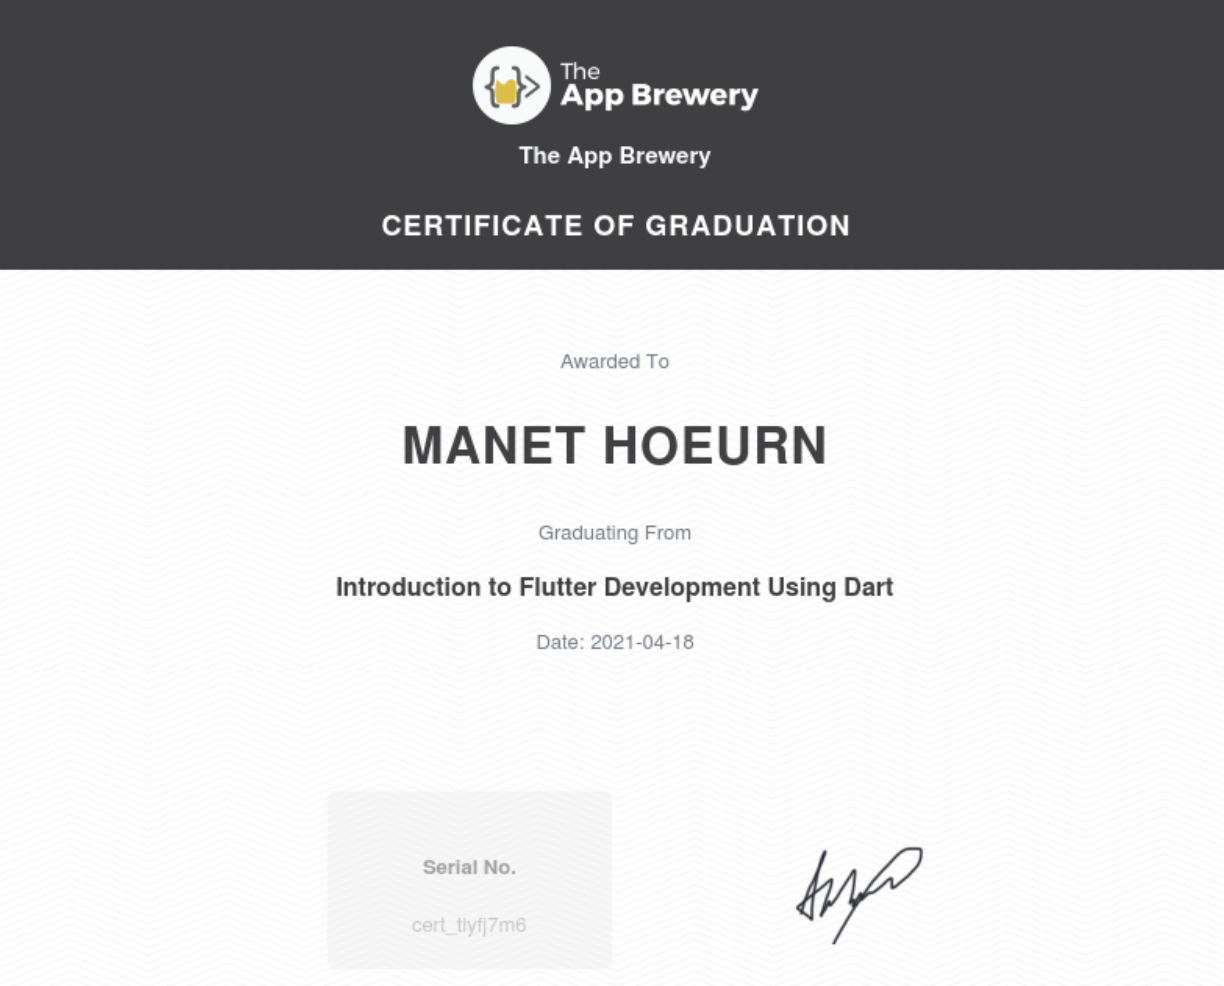 The
App Brewery
The App Brewery
CERTIFICATE OF GRADUATION
Awarded To
MANET HOEURN
Graduating From
Introduction to Flutter Development Using Dart
Date: 2021-04-18
Serial No.
cert_tlyfj7m6